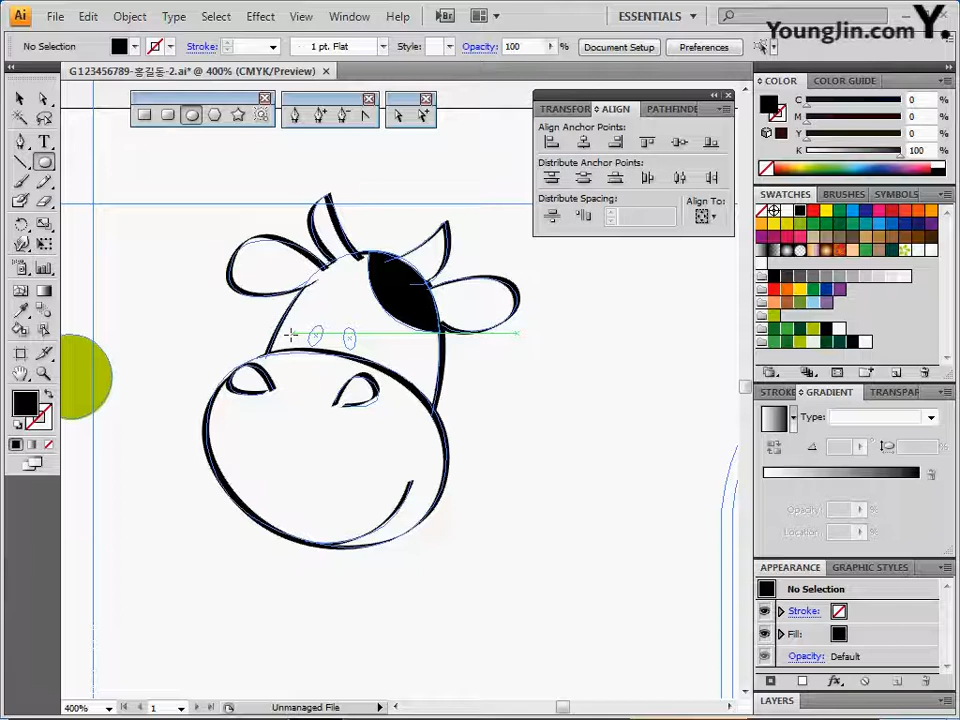 Ai File Edit Object Type Select Effect View Window Help Br ESSENTIALS
Younglin.com Y.
No Selection Stroke: 1 pt. Flat Style: Opacity: 100 % Document Setup Preferences
G123456789-홍길동-2.ai* @ 400% (CMYK/Preview)
TRANSFOR ALIGN PATHFINDE
Align Anchor Points:
Distribute Anchor Points:
Distribute Spacing: Align To:
COLOR COLOR GUIDE
C 0 %
M 0 %
Y 0 %
K 100 %
SWATCHES BRUSHES SYMBOLS
STROKE GRADIENT TRANSPAR
Type:
Opacity: %
Location: %
APPEARANCE GRAPHIC STYLES
No Selection
Stroke:
Fill:
Opacity: Default
fx
LAYERS
400% 1 Unmanaged File